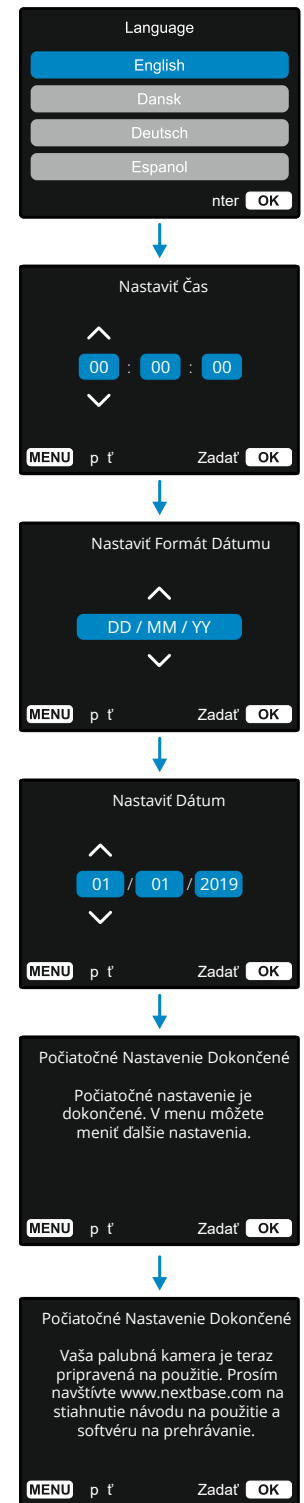 Language
English
Dansk
Deutsch
Espanol
nter OK
Nastaviť Čas
00 : 00 : 00
MENU p ť Zadať OK
Nastaviť Formát Dátumu
DD / MM / YY
MENU p ť Zadať OK
Nastaviť Dátum
01 / 01 / 2019
MENU p ť Zadať OK
Počiatočné Nastavenie Dokončené
Počiatočné nastavenie je
dokončené. V menu môžete
meniť ďalšie nastavenia.
MENU p ť Zadať OK
Počiatočné Nastavenie Dokončené
Vaša palubná kamera je teraz
pripravená na použitie. Prosím
navštívte www.nextbase.com na
stiahnutie návodu na použitie a
softvéru na prehrávanie.
MENU p ť Zadať OK